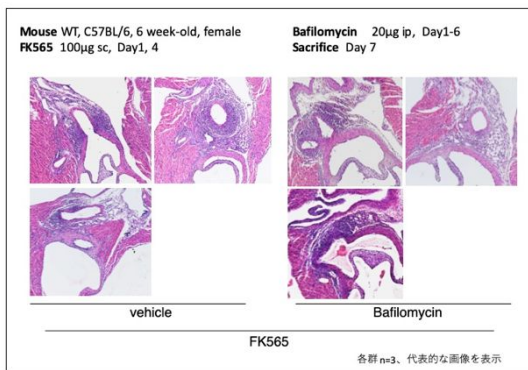 Mouse WT, C57BL/6, 6 week-old, female
FK565 100μg sc, Day1, 4
Bafilomycin 20μg ip, Day1-6
Sacrifice Day 7
vehicle
Bafilomycin
FK565
各群 n=3、代表的な画像を表示